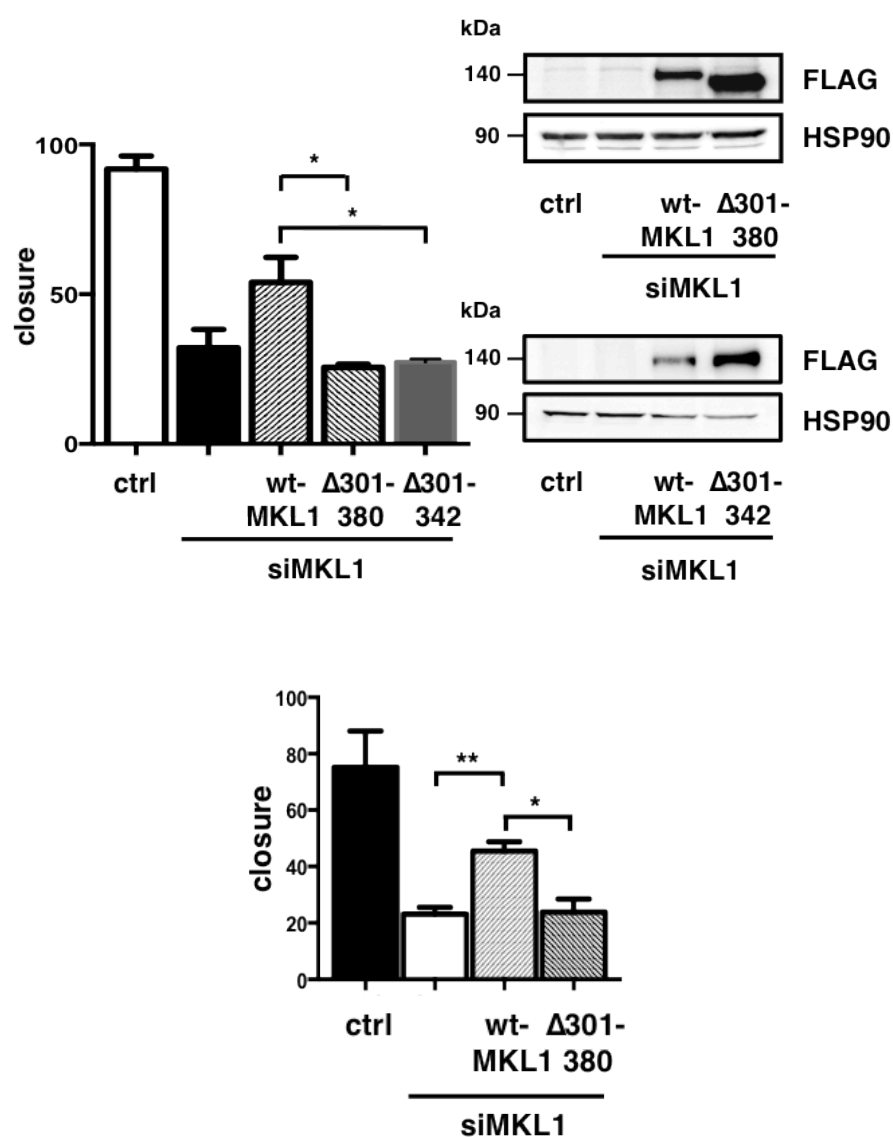 kDa
140
FLAG
90
HSP90
ctrl wt- Δ301-
MKL1 380
siMKL1
kDa
140
FLAG
90
HSP90
ctrl wt- Δ301-
MKL1 342
siMKL1
closure
100
50
0
*
*
ctrl wt- Δ301- Δ301-
MKL1 380 342
siMKL1
closure
100
80
60
40
20
0
**
*
ctrl wt- Δ301-
MKL1 380
siMKL1